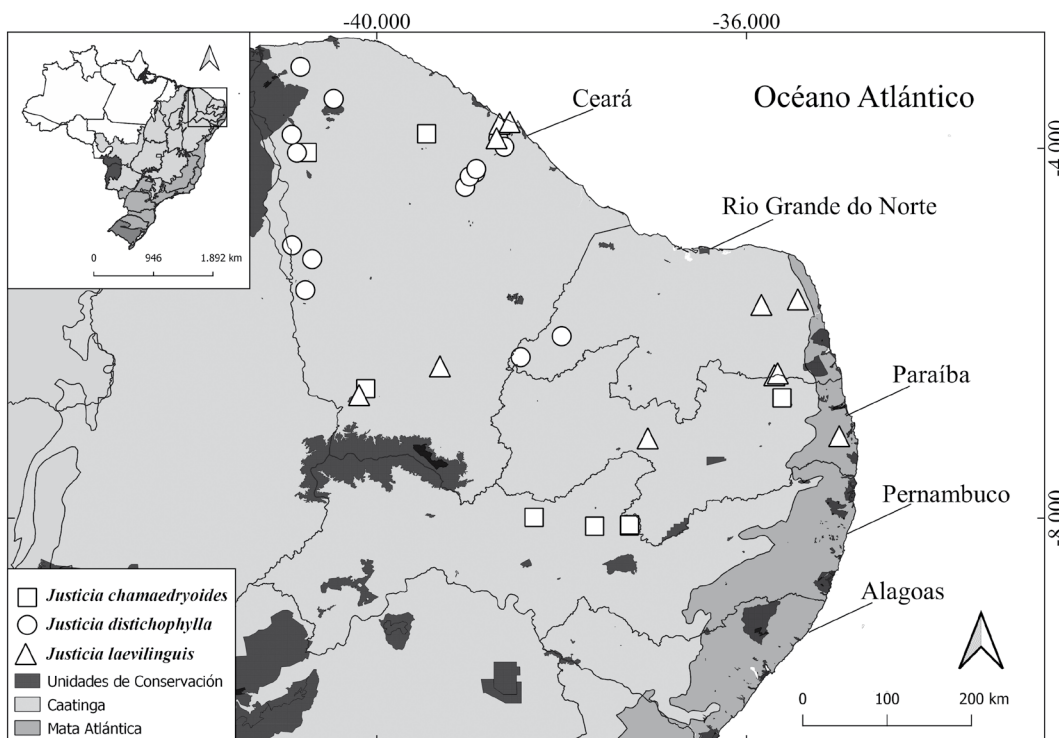 -40.000
-36.000
Océano Atlántico
Ceará
-4.000
Rio Grande do Norte
0
946
1.892 km
Paraíba
Pernambuco
-8.000
Alagoas
Justicia chamaedryoides
Justicia distichophylla
Justicia laevilinguis
Unidades de Conservación
Caatinga
Mata Atlántica
0
100
200 km